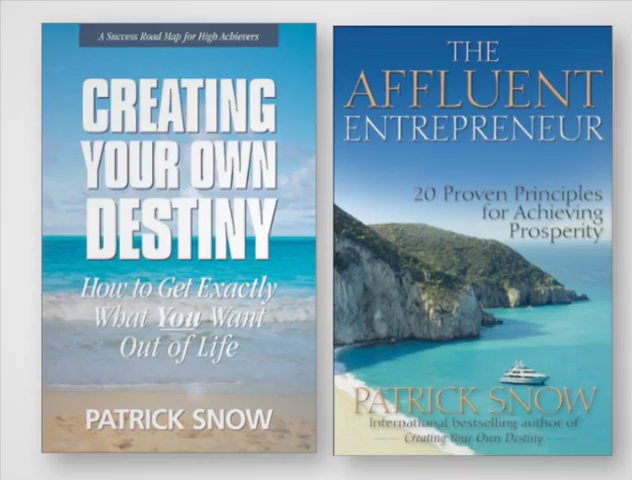 A Success Road Map for High Achievers
CREATING
YOUR OWN
DESTINY
How to Get Exactly
What You Want
Out of Life
PATRICK SNOW
THE
AFFLUENT
ENTREPRENEUR
20 Proven Principles
for Achieving
Prosperity
PATRICK SNOW
International bestselling author of
Creating Your Own Destiny